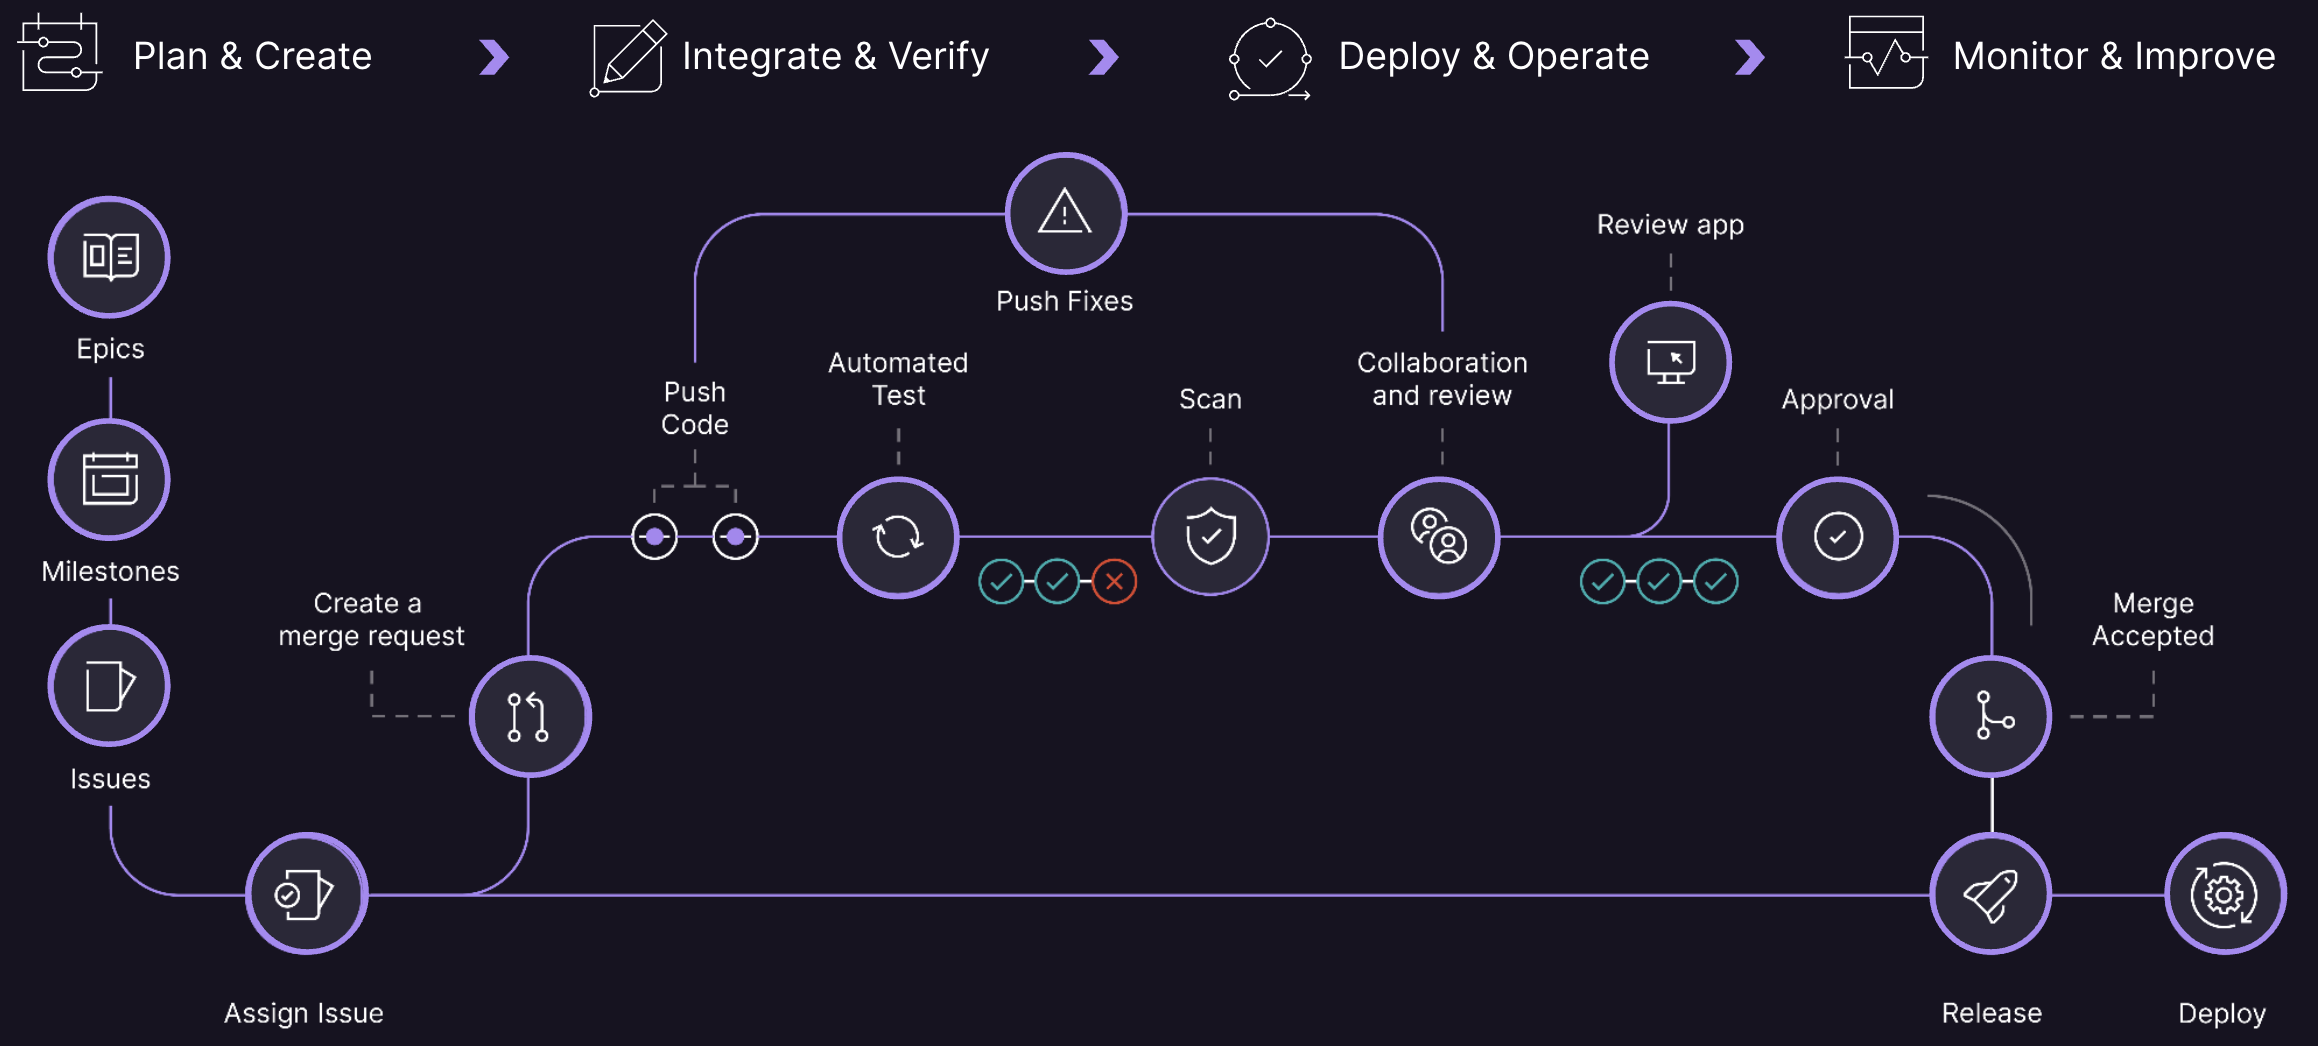 Plan & Create
Integrate & Verify
Deploy & Operate
Monitor & Improve
Epics
Milestones
Issues
Assign Issue
Create a
merge request
Push
Code
Push Fixes
Automated
Test
Scan
Collaboration
and review
Review app
Approval
Merge
Accepted
Release
Deploy